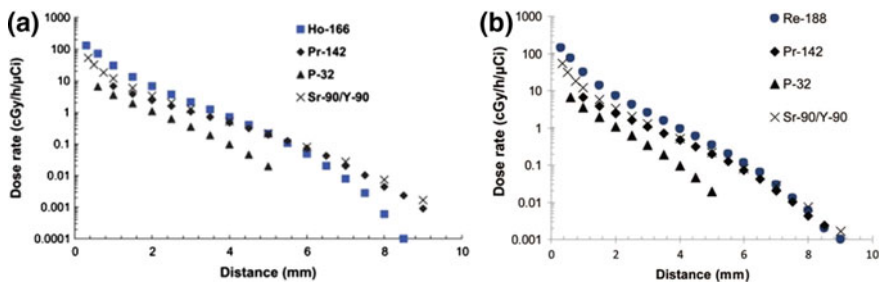 (a)
Dose rate (cGy/h/µCi)
1000
100
10
1
0.1
0.01
0.001
0.0001
0
2
4
6
8
10
Distance (mm)
Ho-166
Pr-142
P-32
Sr-90/Y-90
(b)
Dose rate (cGy/h/µCi)
1000
100
10
1
0.1
0.01
0.001
0
2
4
6
8
10
Distance (mm)
Re-188
Pr-142
P-32
Sr-90/Y-90